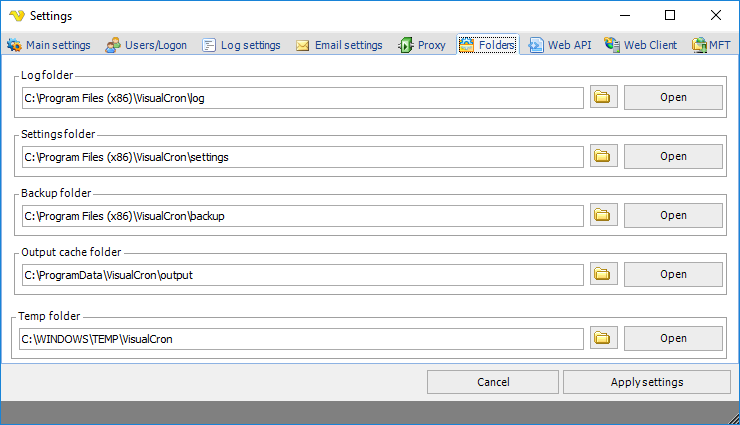 Settings
Main settings Users/Logon Log settings Email settings Proxy Folders Web API Web Client MFT
Log folder
C:\Program Files (x86)\VisualCron\log Open
Settings folder
C:\Program Files (x86)\VisualCron\settings Open
Backup folder
C:\Program Files (x86)\VisualCron\backup Open
Output cache folder
C:\ProgramData\VisualCron\output Open
Temp folder
C:\WINDOWS\TEMP\VisualCron Open
Cancel Apply settings